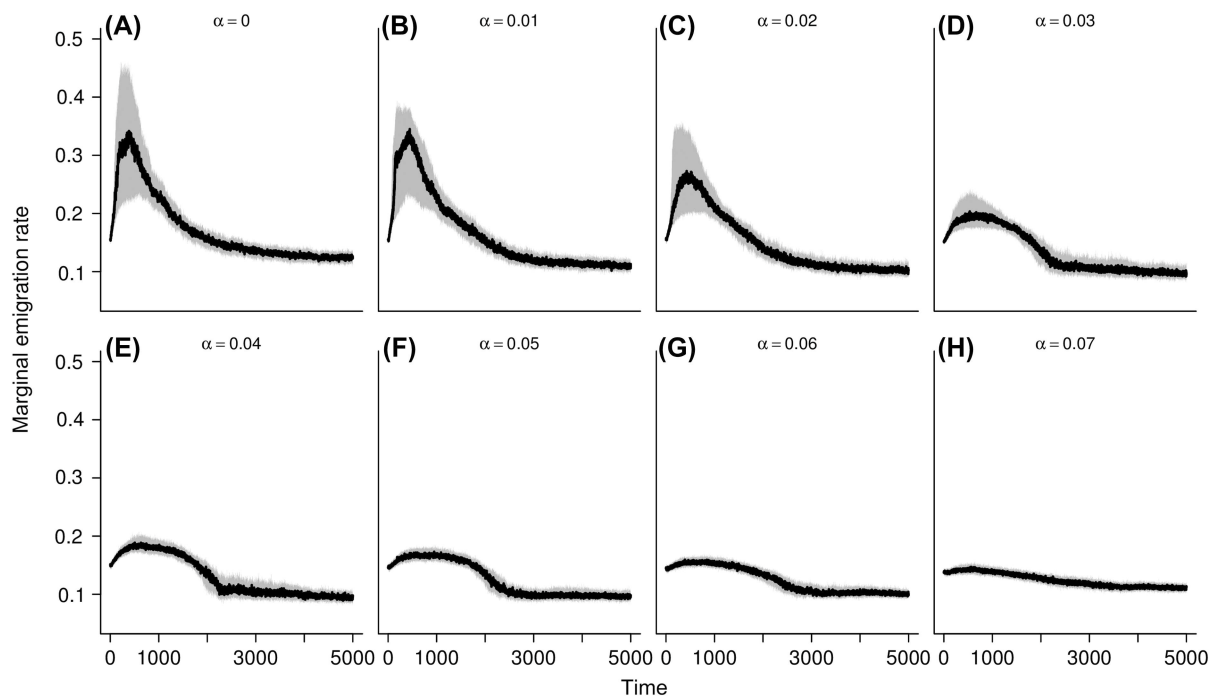 (A) α = 0
(B) α = 0.01
(C) α = 0.02
(D) α = 0.03
0.5
0.4
0.3
0.2
0.1
(E) α = 0.04
(F) α = 0.05
(G) α = 0.06
(H) α = 0.07
0.5
0.4
0.3
0.2
0.1
Marginal emigration rate
0 1000 3000 5000
0 1000 3000 5000
0 1000 3000 5000
0 1000 3000 5000
Time